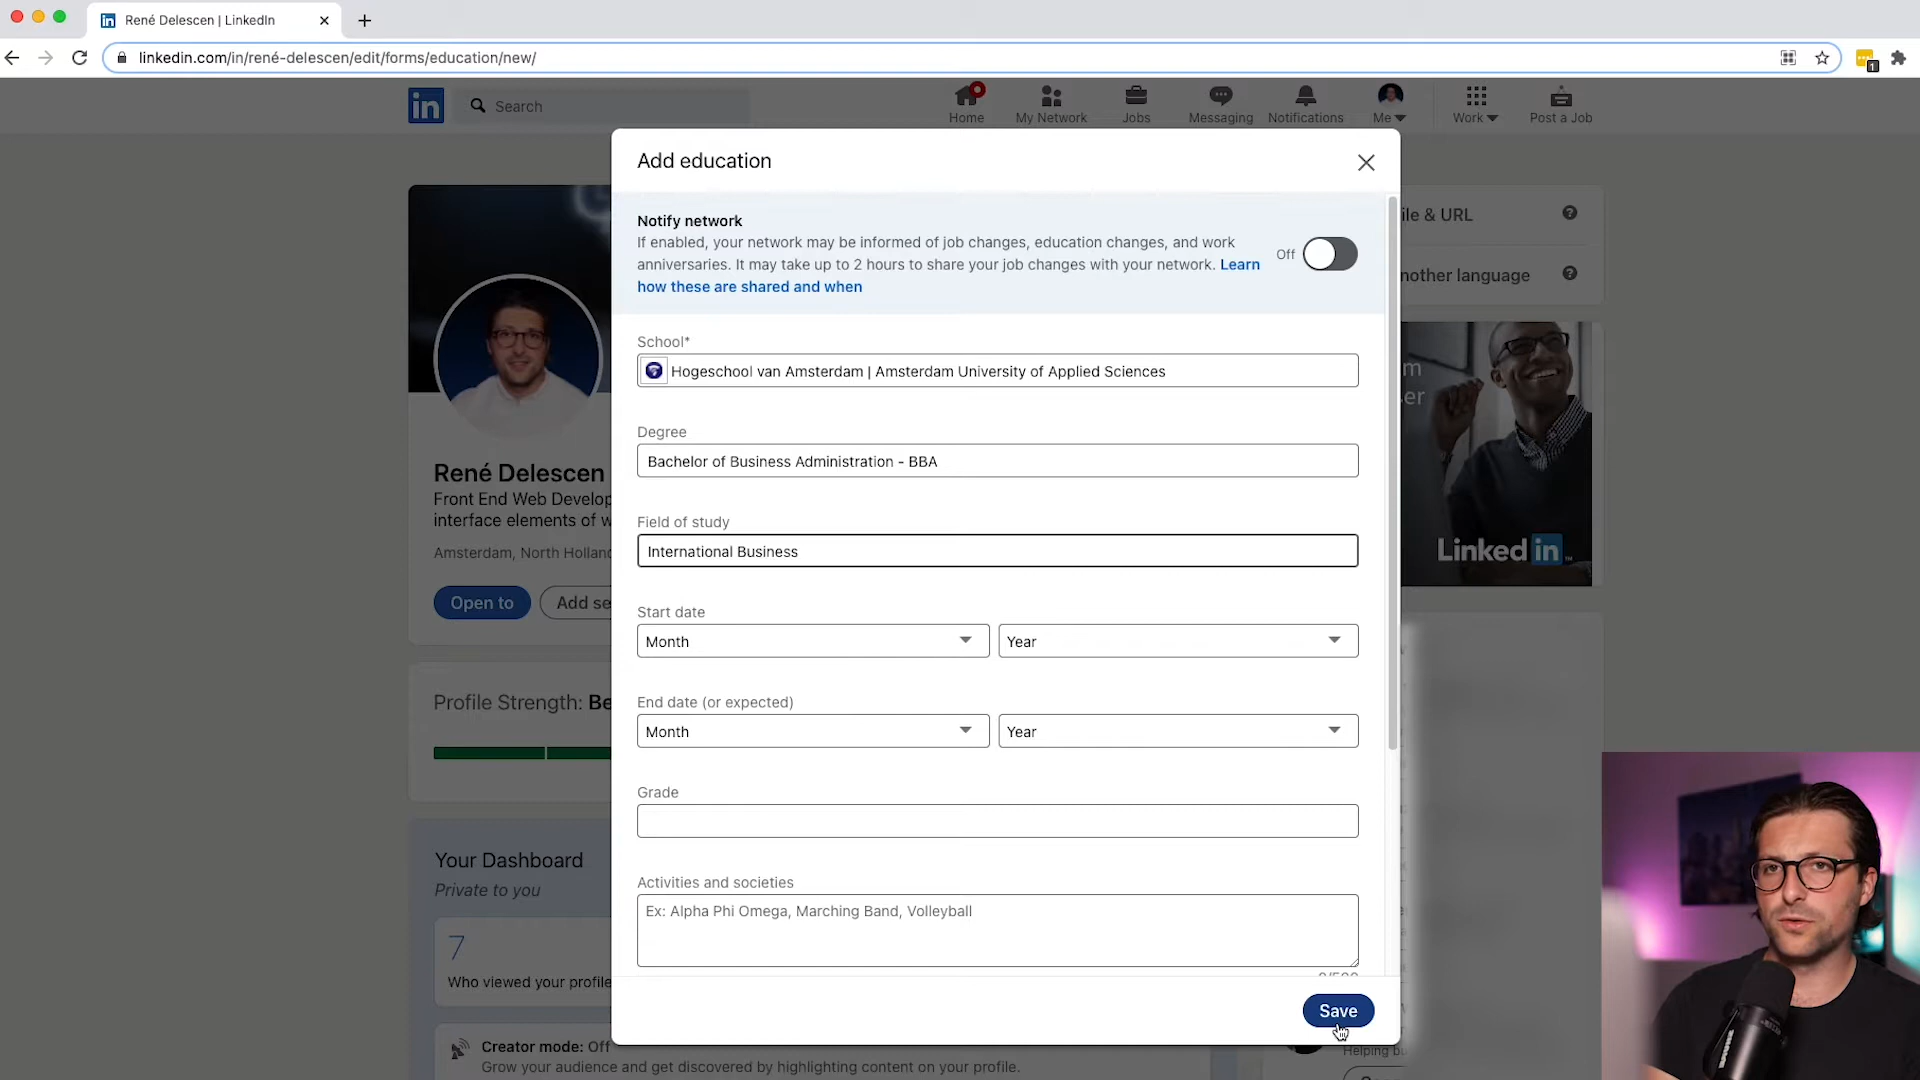 René Delescen | LinkedIn
linkedin.com/in/rené-delescen/edit/forms/education/new/
1
in
Search
Home
My Network
Jobs
Messaging
Notifications
Me
Work
Post a Job
Add education
Notify network
If enabled, your network may be informed of job changes, education changes, and work
anniversaries. It may take up to 2 hours to share your job changes with your network. Learn
how these are shared and when
Off
School*
Hogeschool van Amsterdam | Amsterdam University of Applied Sciences
Degree
Bachelor of Business Administration - BBA
Field of study
International Business
Start date
Month
Year
End date (or expected)
Month
Year
Grade
Activities and societies
Ex: Alpha Phi Omega, Marching Band, Volleyball
Save
René Delescen
Front End Web Develop
interface elements of w
Amsterdam, North Hollan
Open to
Add se
Profile Strength: Be
Your Dashboard
Private to you
7
Who viewed your profile
Creator mode: Off
Grow your audience and get discovered by highlighting content on your profile.
ile & URL
nother language
LinkedIn
Helping bu